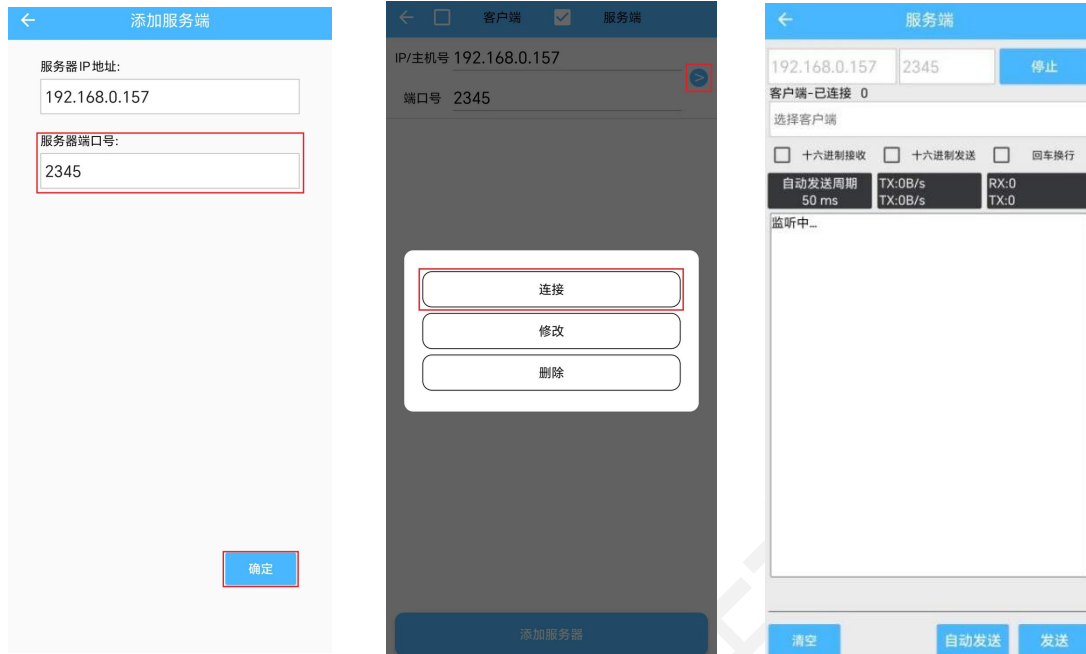 添加服务端
服务器IP地址:
192.168.0.157
服务器端口号:
2345
确定
客户端 服务端
IP/主机号 192.168.0.157
端口号 2345
连接
修改
删除
添加服务器
服务端
192.168.0.157 2345 停止
客户端-已连接 0
选择客户端
十六进制接收 十六进制发送 回车换行
自动发送周期 TX:0B/s RX:0
50 ms TX:0B/s TX:0
监听中...
清空 自动发送 发送